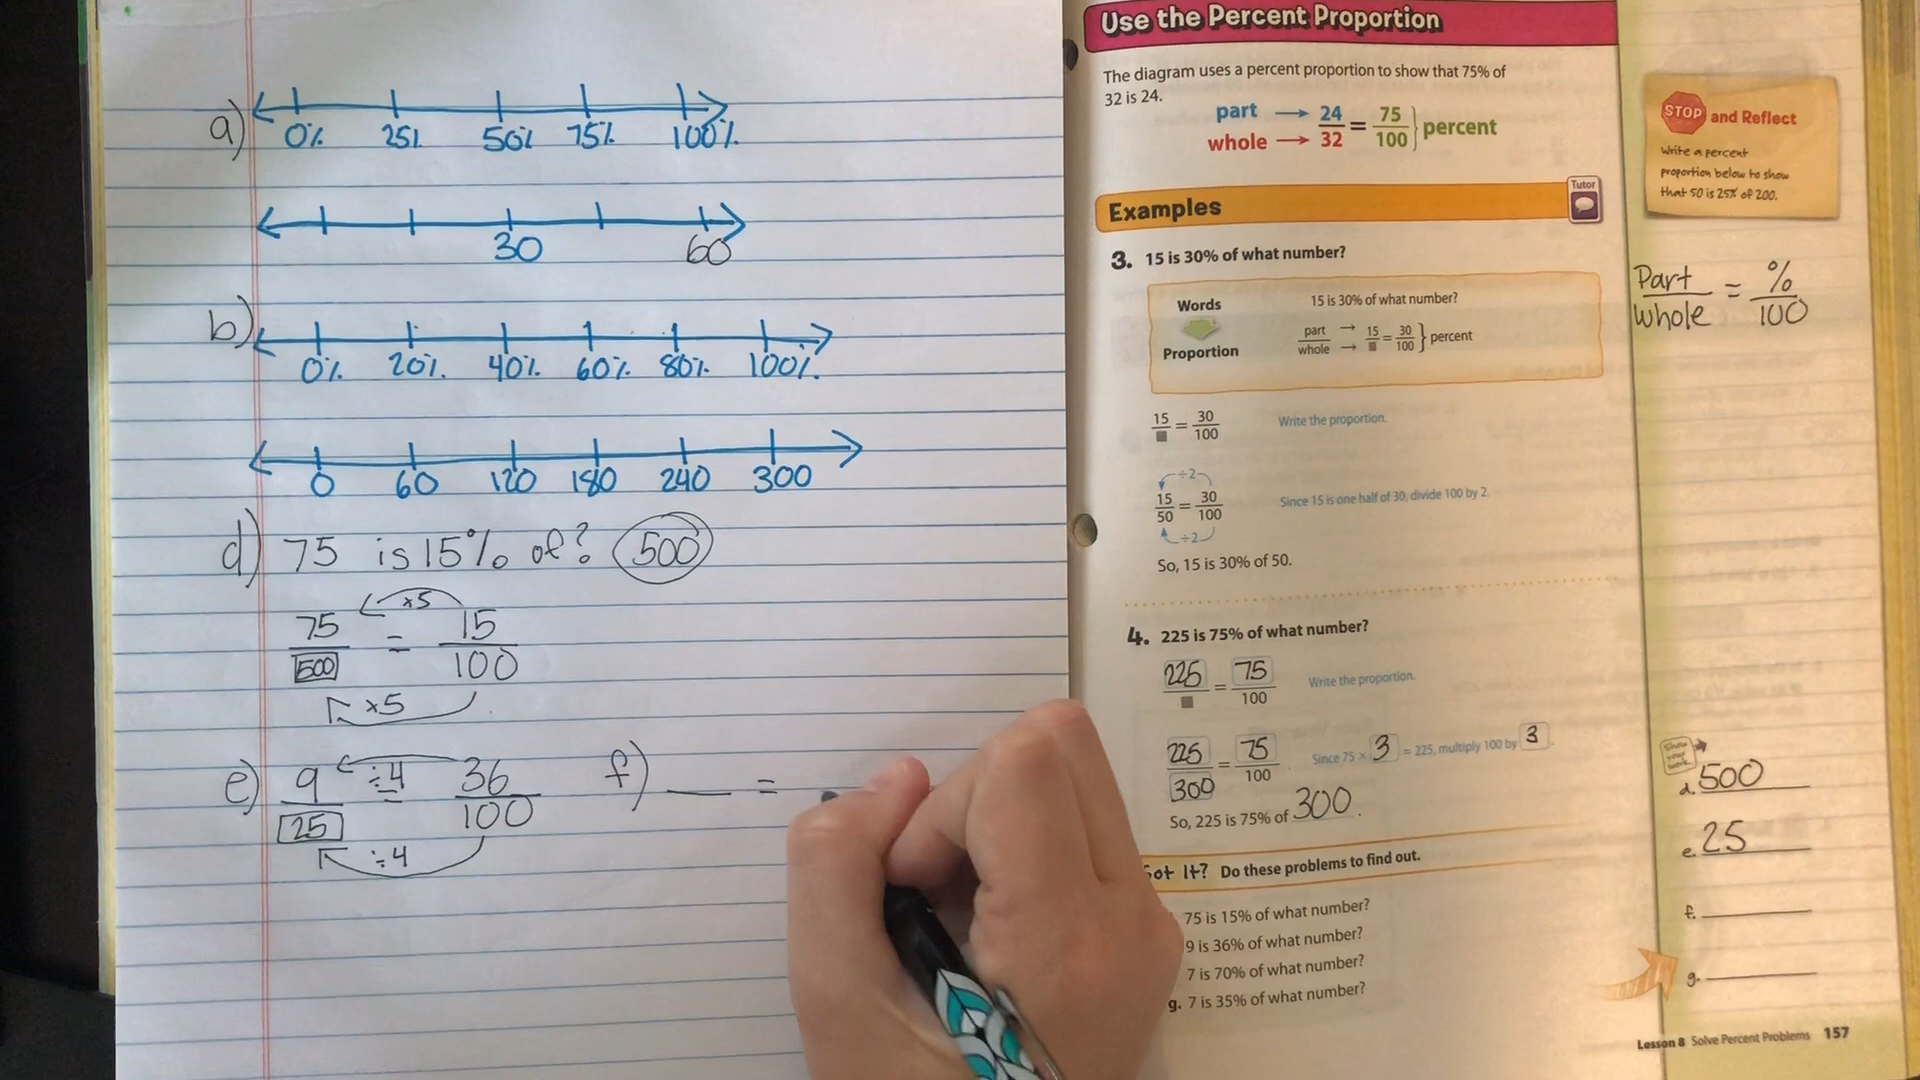 a)
0% 25% 50% 75% 100%
30 60
b)
0% 20% 40% 60% 80% 100%
0 60 120 180 240 300
d) 75 is 15% of? 500
x5
75/500 = 15/100
x5
e) 9/25 = 36/100
÷4
÷4
f) __ =
Use the Percent Proportion
The diagram uses a percent proportion to show that 75% of
32 is 24.
part → 24/32 = 75/100 } percent
whole →
Examples
Tutor
3. 15 is 30% of what number?
Words 15 is 30% of what number?
Proportion part/whole → 15/■ = 30/100 } percent
15/■ = 30/100 Write the proportion.
÷2
15/50 = 30/100 Since 15 is one half of 30, divide 100 by 2.
÷2
So, 15 is 30% of 50.
4. 225 is 75% of what number?
225/■ = 75/100 Write the proportion.
225/300 = 75/100 Since 75 × 3 = 225, multiply 100 by 3.
So, 225 is 75% of 300.
Got It? Do these problems to find out.
75 is 15% of what number?
9 is 36% of what number?
7 is 70% of what number?
g. 7 is 35% of what number?
STOP and Reflect
Write a percent
proportion below to show
that 50 is 25% of 200.
Part/whole = %/100
Show
your
work.
d. 500
e. 25
f.
g.
Lesson 8 Solve Percent Problems 157